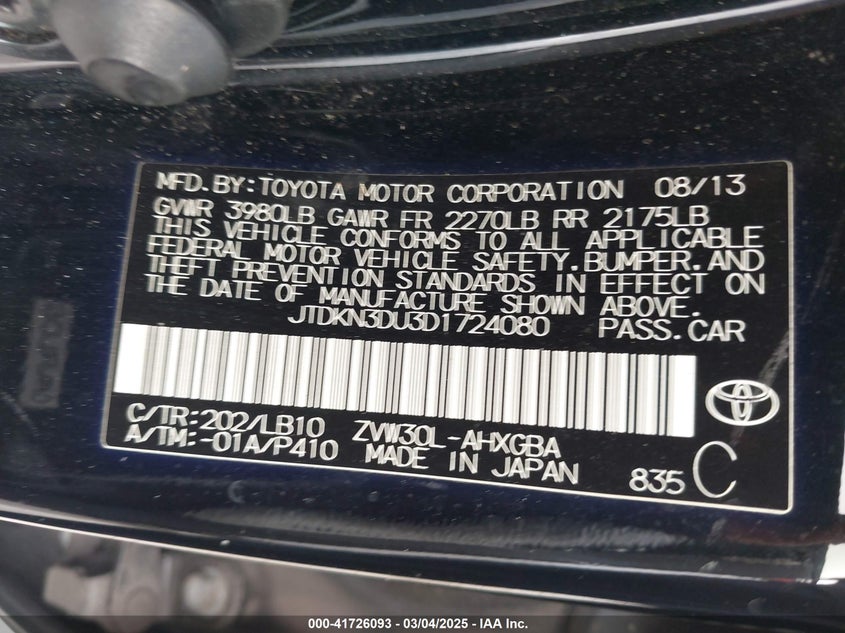 MFD.BY:TOYOTA MOTOR CORPORATION 08/13
GVWR 3980LB GAWR FR 2270LB RR 2175LB
THIS VEHICLE CONFORMS TO ALL APPLICABLE
FEDERAL MOTOR VEHICLE SAFETY,BUMPER,AND
THEFT PREVENTION STANDARDS IN EFFECT ON
THE DATE OF MANUFACTURE SHOWN ABOVE.
JTDKN3DU3D1724080 PASS.CAR
C/TR:202/LB10 ZVW30L-AHXGBA
A/TM:-01A/P410 MADE IN JAPAN 835 C
000-41726093 - 03/04/2025 - IAA Inc.